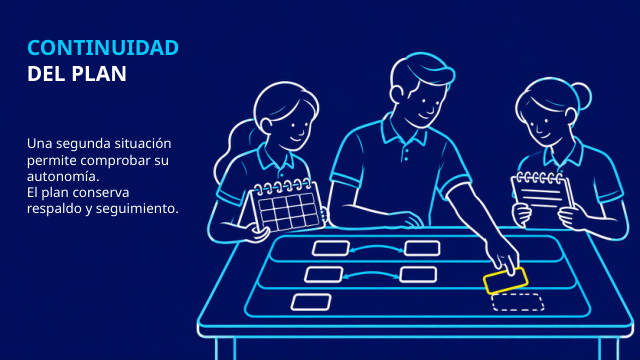 CONTINUIDAD
DEL PLAN
Una segunda situación
permite comprobar su
autonomía.
El plan conserva
respaldo y seguimiento.